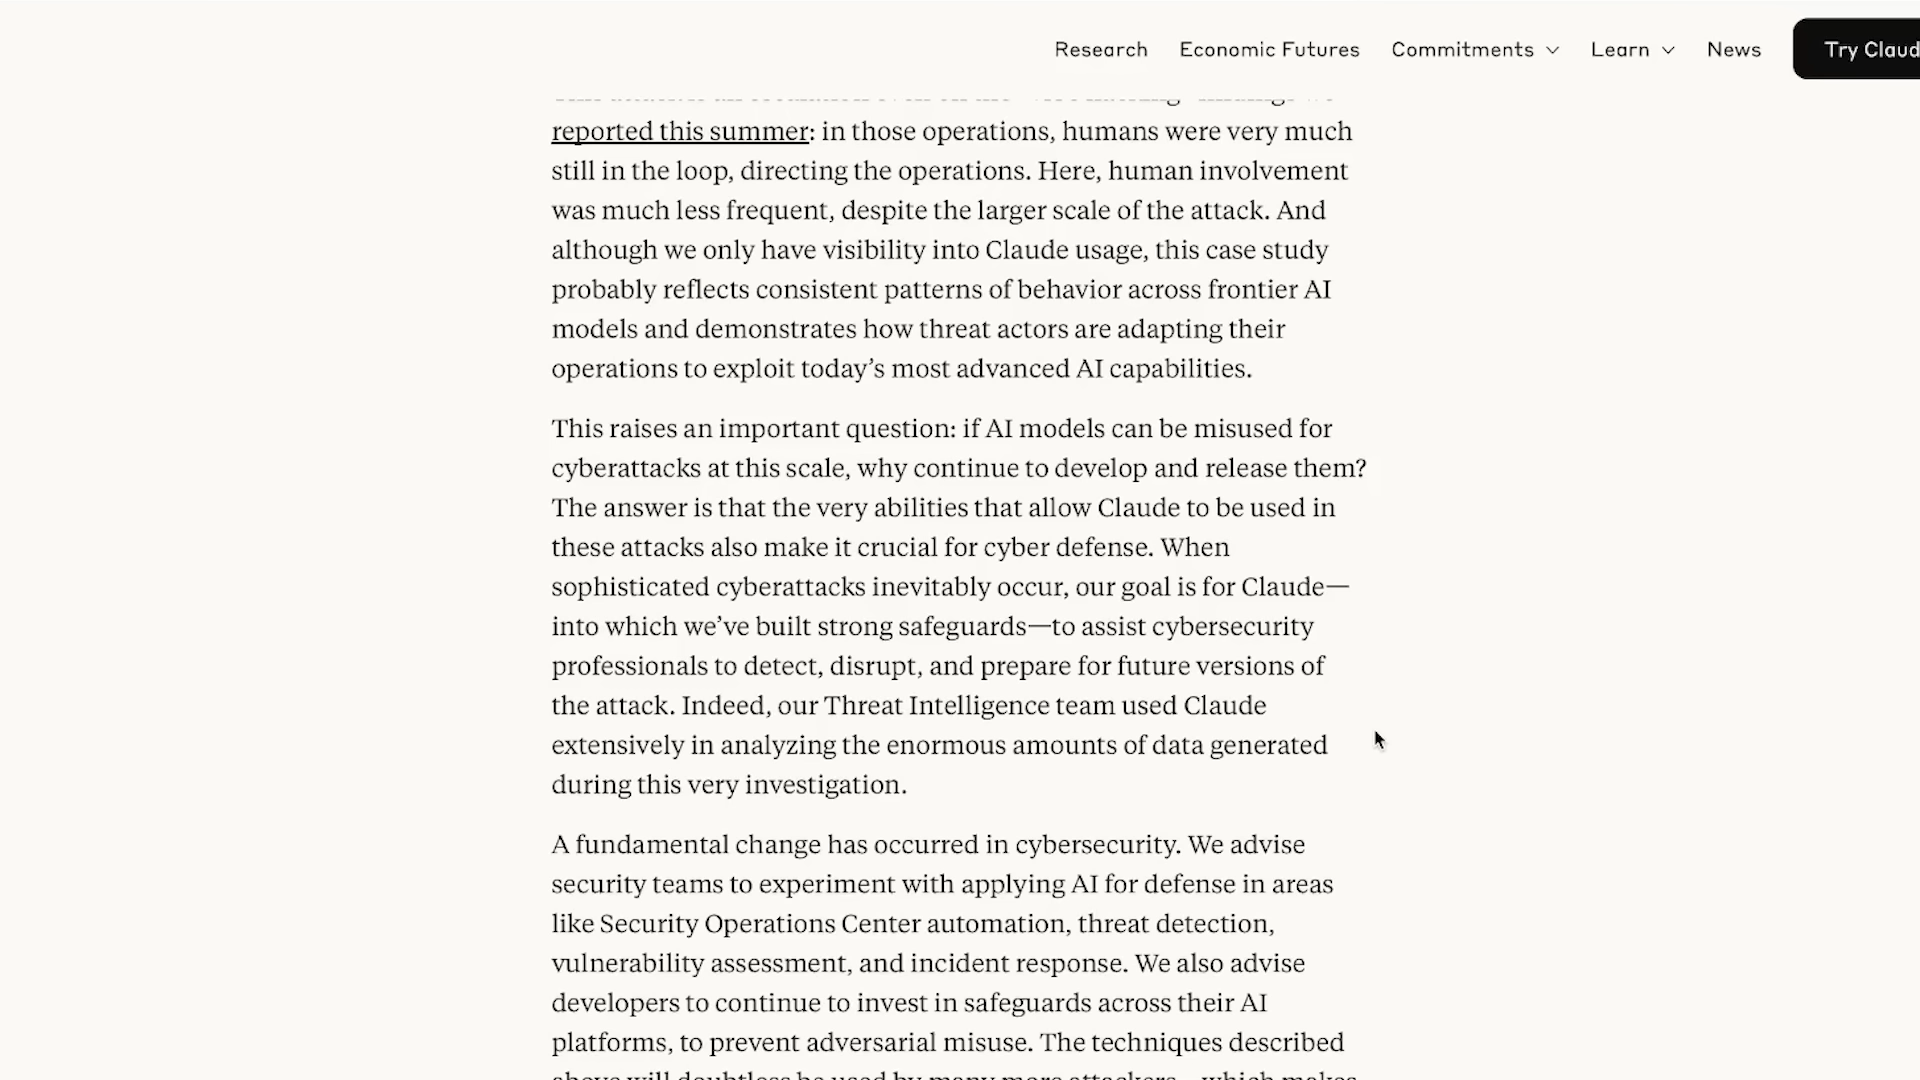 Research Economic Futures Commitments Learn News Try Claud
reported this summer: in those operations, humans were very much
still in the loop, directing the operations. Here, human involvement
was much less frequent, despite the larger scale of the attack. And
although we only have visibility into Claude usage, this case study
probably reflects consistent patterns of behavior across frontier AI
models and demonstrates how threat actors are adapting their
operations to exploit today’s most advanced AI capabilities.
This raises an important question: if AI models can be misused for
cyberattacks at this scale, why continue to develop and release them?
The answer is that the very abilities that allow Claude to be used in
these attacks also make it crucial for cyber defense. When
sophisticated cyberattacks inevitably occur, our goal is for Claude—
into which we’ve built strong safeguards—to assist cybersecurity
professionals to detect, disrupt, and prepare for future versions of
the attack. Indeed, our Threat Intelligence team used Claude
extensively in analyzing the enormous amounts of data generated
during this very investigation.
A fundamental change has occurred in cybersecurity. We advise
security teams to experiment with applying AI for defense in areas
like Security Operations Center automation, threat detection,
vulnerability assessment, and incident response. We also advise
developers to continue to invest in safeguards across their AI
platforms, to prevent adversarial misuse. The techniques described